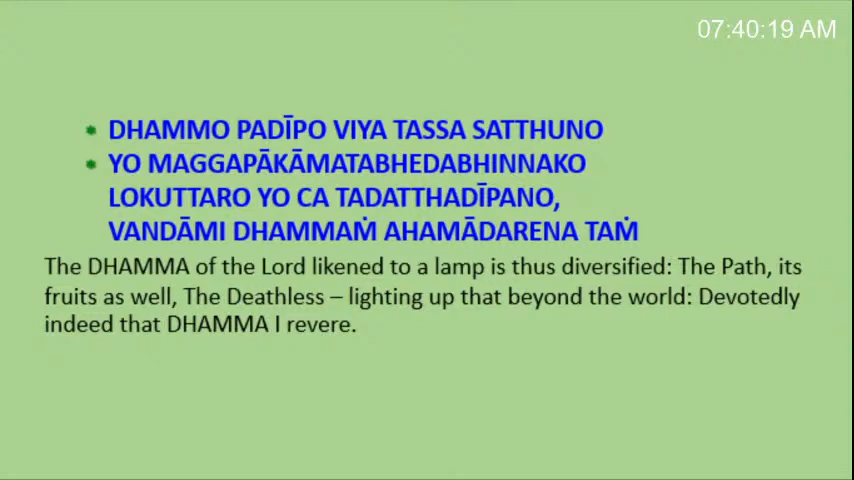 07:40:19 AM
* DHAMMO PADĪPO VIYA TASSA SATTHUNO
* YO MAGGAPĀKĀMATABHEDABHINNAKO
LOKUTTARO YO CA TADATTHADĪPANO,
VANDĀMI DHAMMAṀ AHAMĀDARENA TAṀ
The DHAMMA of the Lord likened to a lamp is thus diversified: The Path, its
fruits as well, The Deathless – lighting up that beyond the world: Devotedly
indeed that DHAMMA I revere.